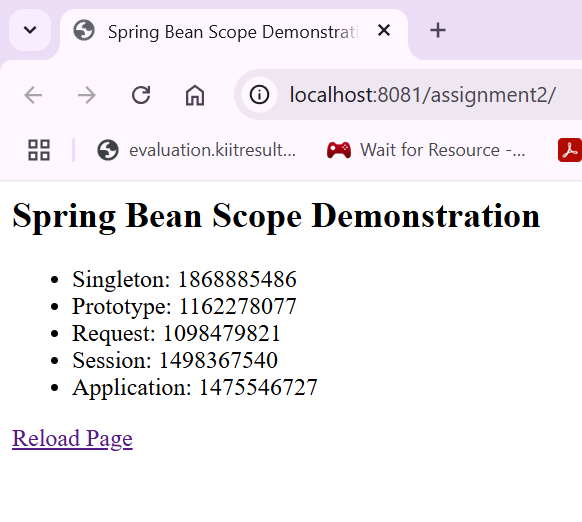 Spring Bean Scope Demonstrati
localhost:8081/assignment2/
evaluation.kiitresult... Wait for Resource -...
Spring Bean Scope Demonstration
• Singleton: 1868885486
• Prototype: 1162278077
• Request: 1098479821
• Session: 1498367540
• Application: 1475546727
Reload Page